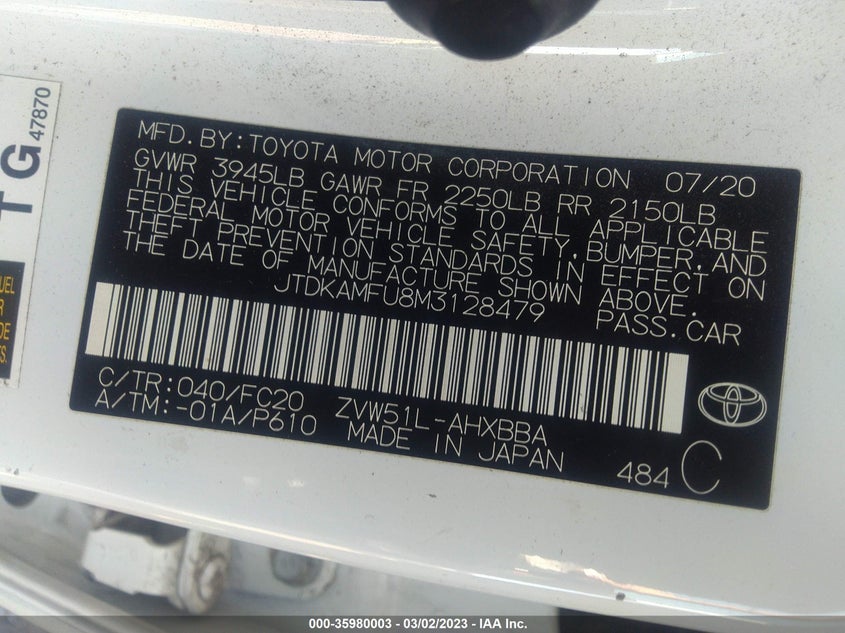 MFD.BY:TOYOTA MOTOR CORPORATION 07/20
GVWR 3945LB GAWR FR 2250LB RR 2150LB
THIS VEHICLE CONFORMS TO ALL APPLICABLE
FEDERAL MOTOR VEHICLE SAFETY,BUMPER,AND
THEFT PREVENTION STANDARDS IN EFFECT ON
THE DATE OF MANUFACTURE SHOWN ABOVE.
JTDKAMFU8M3128479 PASS.CAR
C/TR:040/FC20 ZVW51L-AHXBBA
A/TM:-01A/P610 MADE IN JAPAN
484 C
TG
47870
000-35980003 - 03/02/2023 - IAA Inc.